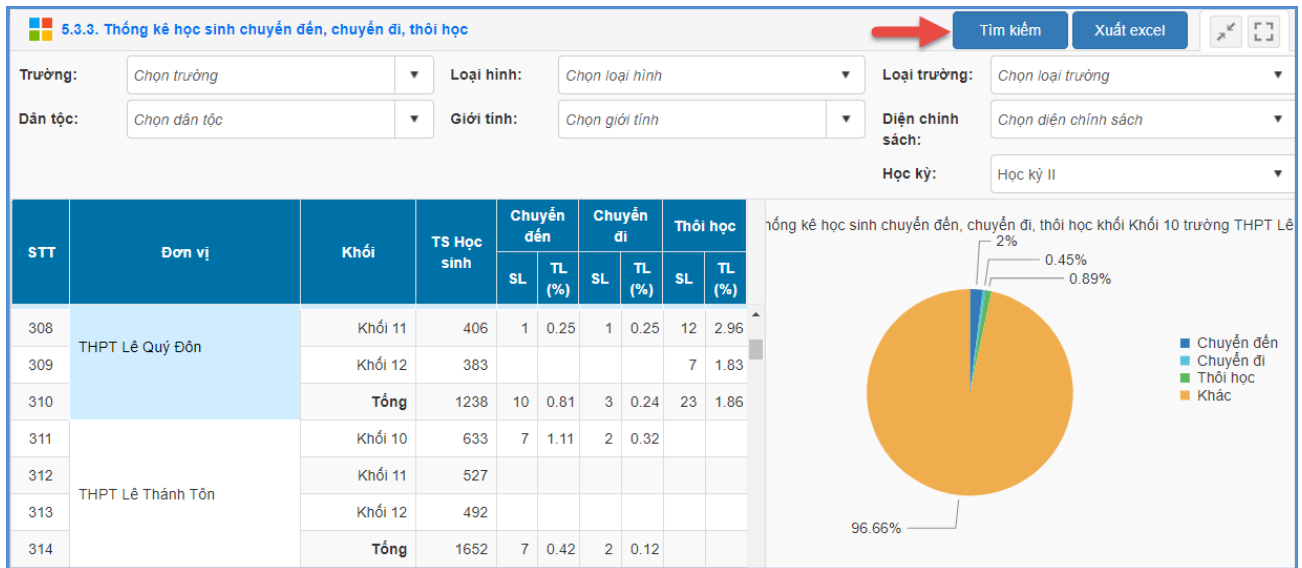 5.3.3. Thống kê học sinh chuyển đến, chuyển đi, thôi học
Tìm kiếm Xuất excel
Trường: Chọn trường Loại hình: Chọn loại hình Loại trường: Chọn loại trường
Dân tộc: Chọn dân tộc Giới tính: Chọn giới tính Diện chính sách: Chọn diện chính sách
Học kỳ: Học kỳ II
STT Đơn vị Khối TS Học sinh Chuyển đến Chuyển đi Thôi học
SL TL (%) SL TL (%) SL TL (%)
308 THPT Lê Quý Đôn Khối 11 406 1 0.25 1 0.25 12 2.96
309 Khối 12 383 7 1.83
310 Tổng 1238 10 0.81 3 0.24 23 1.86
311 THPT Lê Thánh Tôn Khối 10 633 7 1.11 2 0.32
312 Khối 11 527
313 Khối 12 492
314 Tổng 1652 7 0.42 2 0.12
kê học sinh chuyển đến, chuyển đi, thôi học khối Khối 10 trường THPT Lê
2%
0.45%
0.89%
96.66%
Chuyển đến
Chuyển đi
Thôi học
Khác